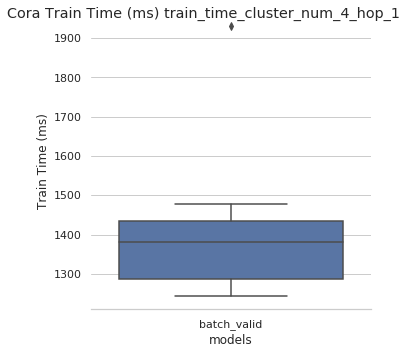 Cora Train Time (ms) train_time_cluster_num_4_hop_1
1900
1800
1700
1600
1500
1400
1300
Train Time (ms)
batch_valid
models